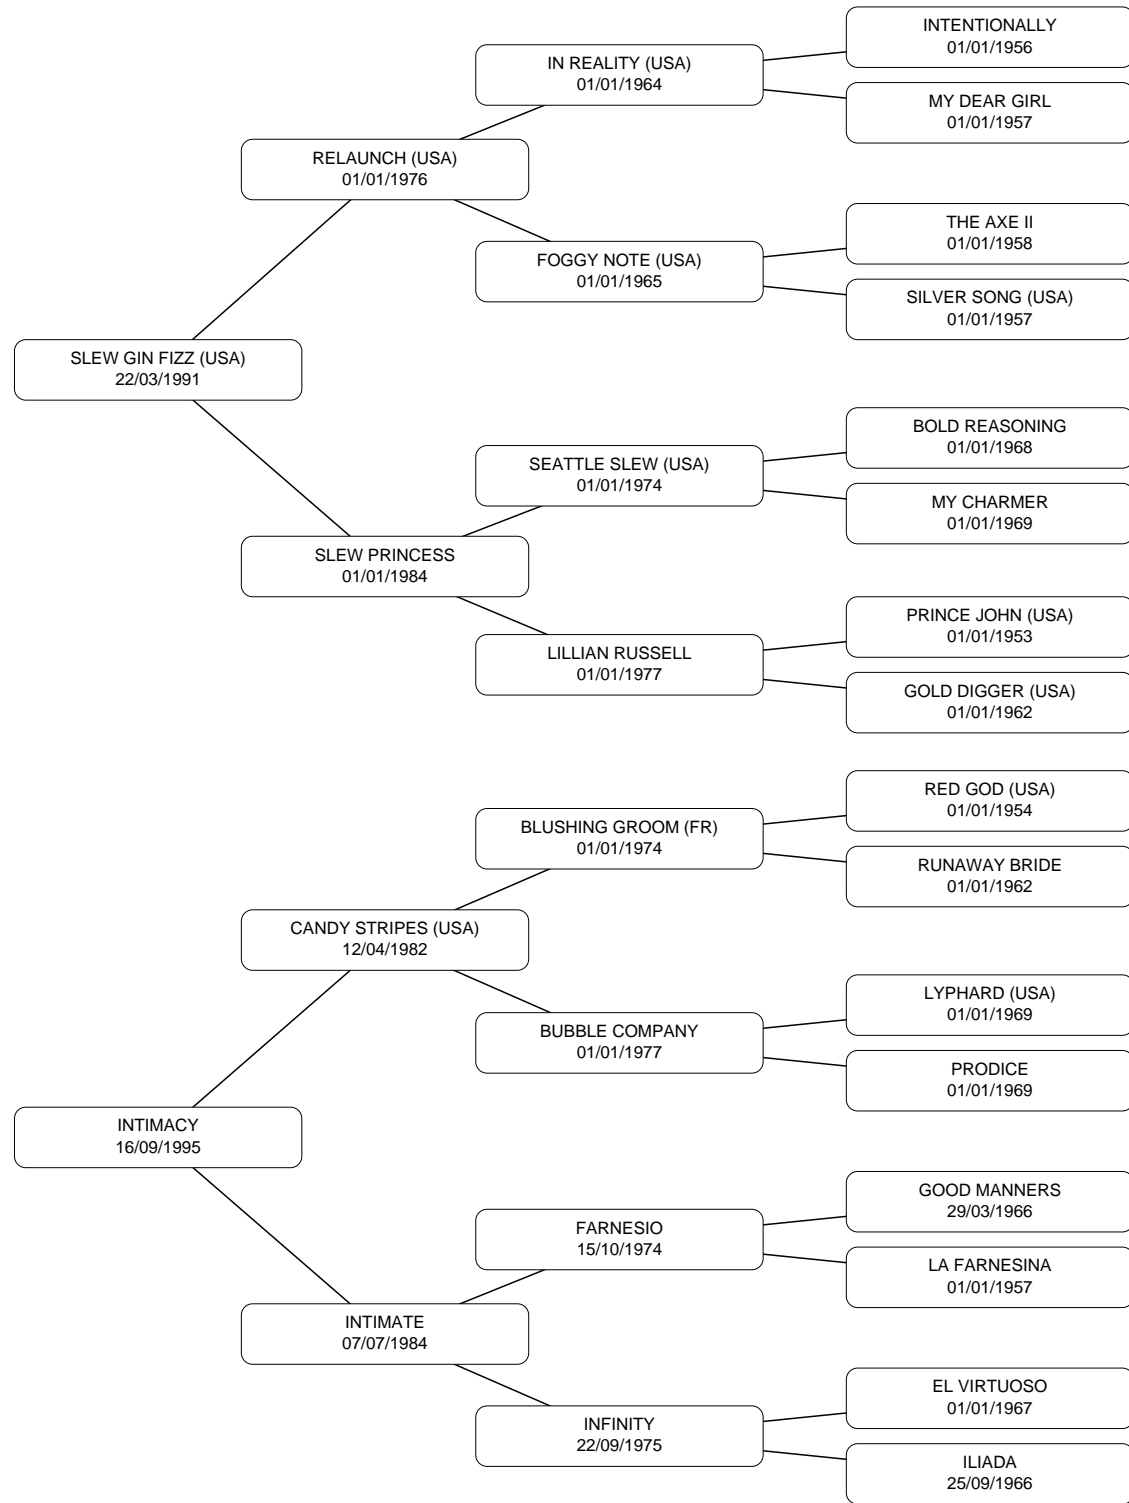 INTENTIONALLY
01/01/1956
IN REALITY (USA)
01/01/1964
MY DEAR GIRL
01/01/1957
RELAUNCH (USA)
01/01/1976
THE AXE II
01/01/1958
FOGGY NOTE (USA)
01/01/1965
SILVER SONG (USA)
01/01/1957
SLEW GIN FIZZ (USA)
22/03/1991
BOLD REASONING
01/01/1968
SEATTLE SLEW (USA)
01/01/1974
MY CHARMER
01/01/1969
SLEW PRINCESS
01/01/1984
PRINCE JOHN (USA)
01/01/1953
LILLIAN RUSSELL
01/01/1977
GOLD DIGGER (USA)
01/01/1962
RED GOD (USA)
01/01/1954
BLUSHING GROOM (FR)
01/01/1974
RUNAWAY BRIDE
01/01/1962
CANDY STRIPES (USA)
12/04/1982
LYPHARD (USA)
01/01/1969
BUBBLE COMPANY
01/01/1977
PRODICE
01/01/1969
INTIMACY
16/09/1995
GOOD MANNERS
29/03/1966
FARNESIO
15/10/1974
LA FARNESINA
01/01/1957
INTIMATE
07/07/1984
EL VIRTUOSO
01/01/1967
INFINITY
22/09/1975
ILIADA
25/09/1966